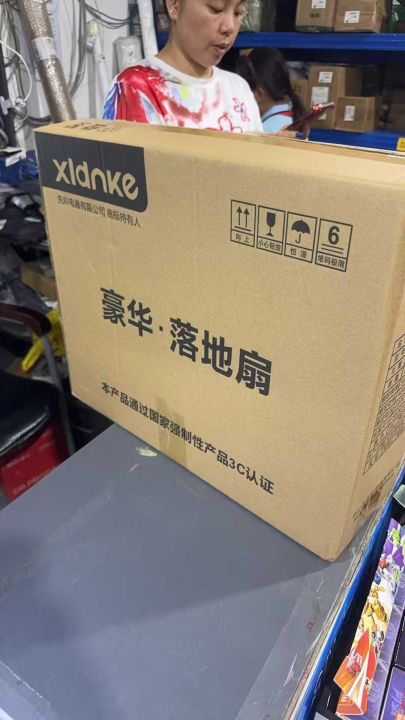 xldnke
先科电器有限公司 商标持有人
向上
小心轻放
怕湿
6
堆码极限
豪华·落地扇
本产品通过国家强制性产品3C认证